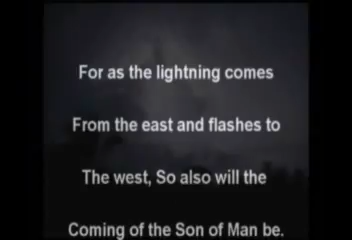 For as the lightning comes
From the east and flashes to
The west, So also will the
Coming of the Son of Man be.